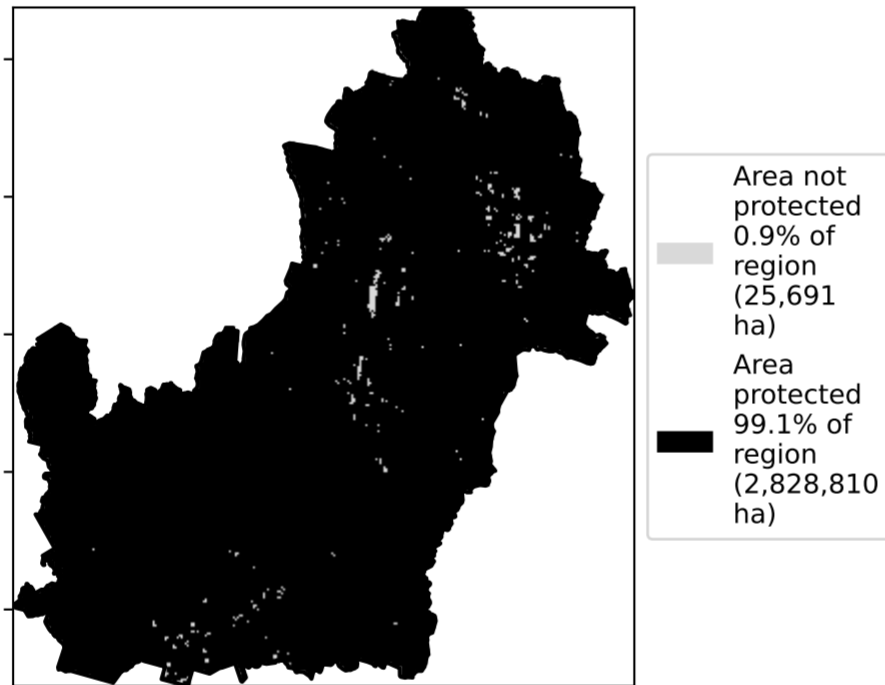 Area not
protected
0.9% of
region
(25,691
ha)
Area
protected
99.1% of
region
(2,828,810
ha)